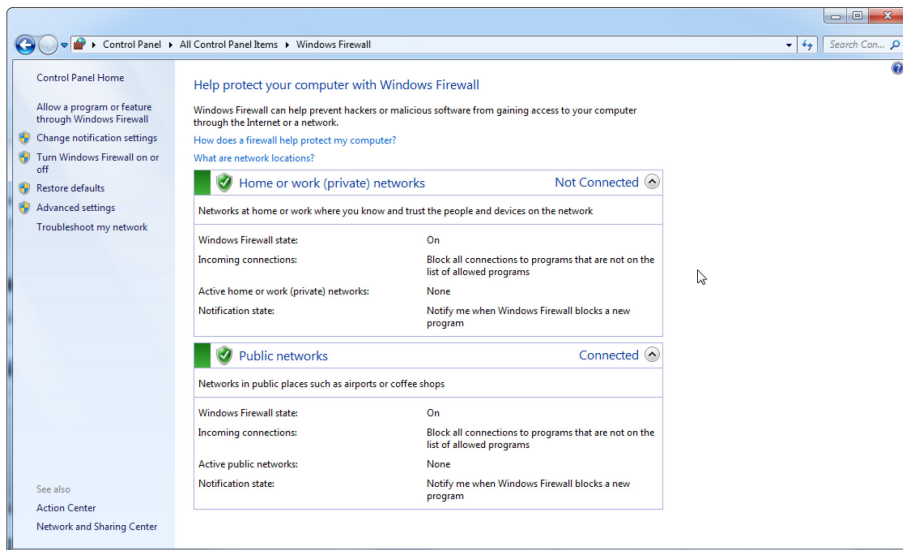 Control Panel
All Control Panel Items
Windows Firewall
Search Con...
Control Panel Home
Allow a program or feature
through Windows Firewall
Change notification settings
Turn Windows Firewall on or
off
Restore defaults
Advanced settings
Troubleshoot my network
See also
Action Center
Network and Sharing Center
Help protect your computer with Windows Firewall
Windows Firewall can help prevent hackers or malicious software from gaining access to your computer
through the Internet or a network.
How does a firewall help protect my computer?
What are network locations?
Home or work (private) networks Not Connected
Networks at home or work where you know and trust the people and devices on the network
Windows Firewall state: On
Incoming connections: Block all connections to programs that are not on the
list of allowed programs
Active home or work (private) networks: None
Notification state: Notify me when Windows Firewall blocks a new
program
Public networks Connected
Networks in public places such as airports or coffee shops
Windows Firewall state: On
Incoming connections: Block all connections to programs that are not on the
list of allowed programs
Active public networks: None
Notification state: Notify me when Windows Firewall blocks a new
program